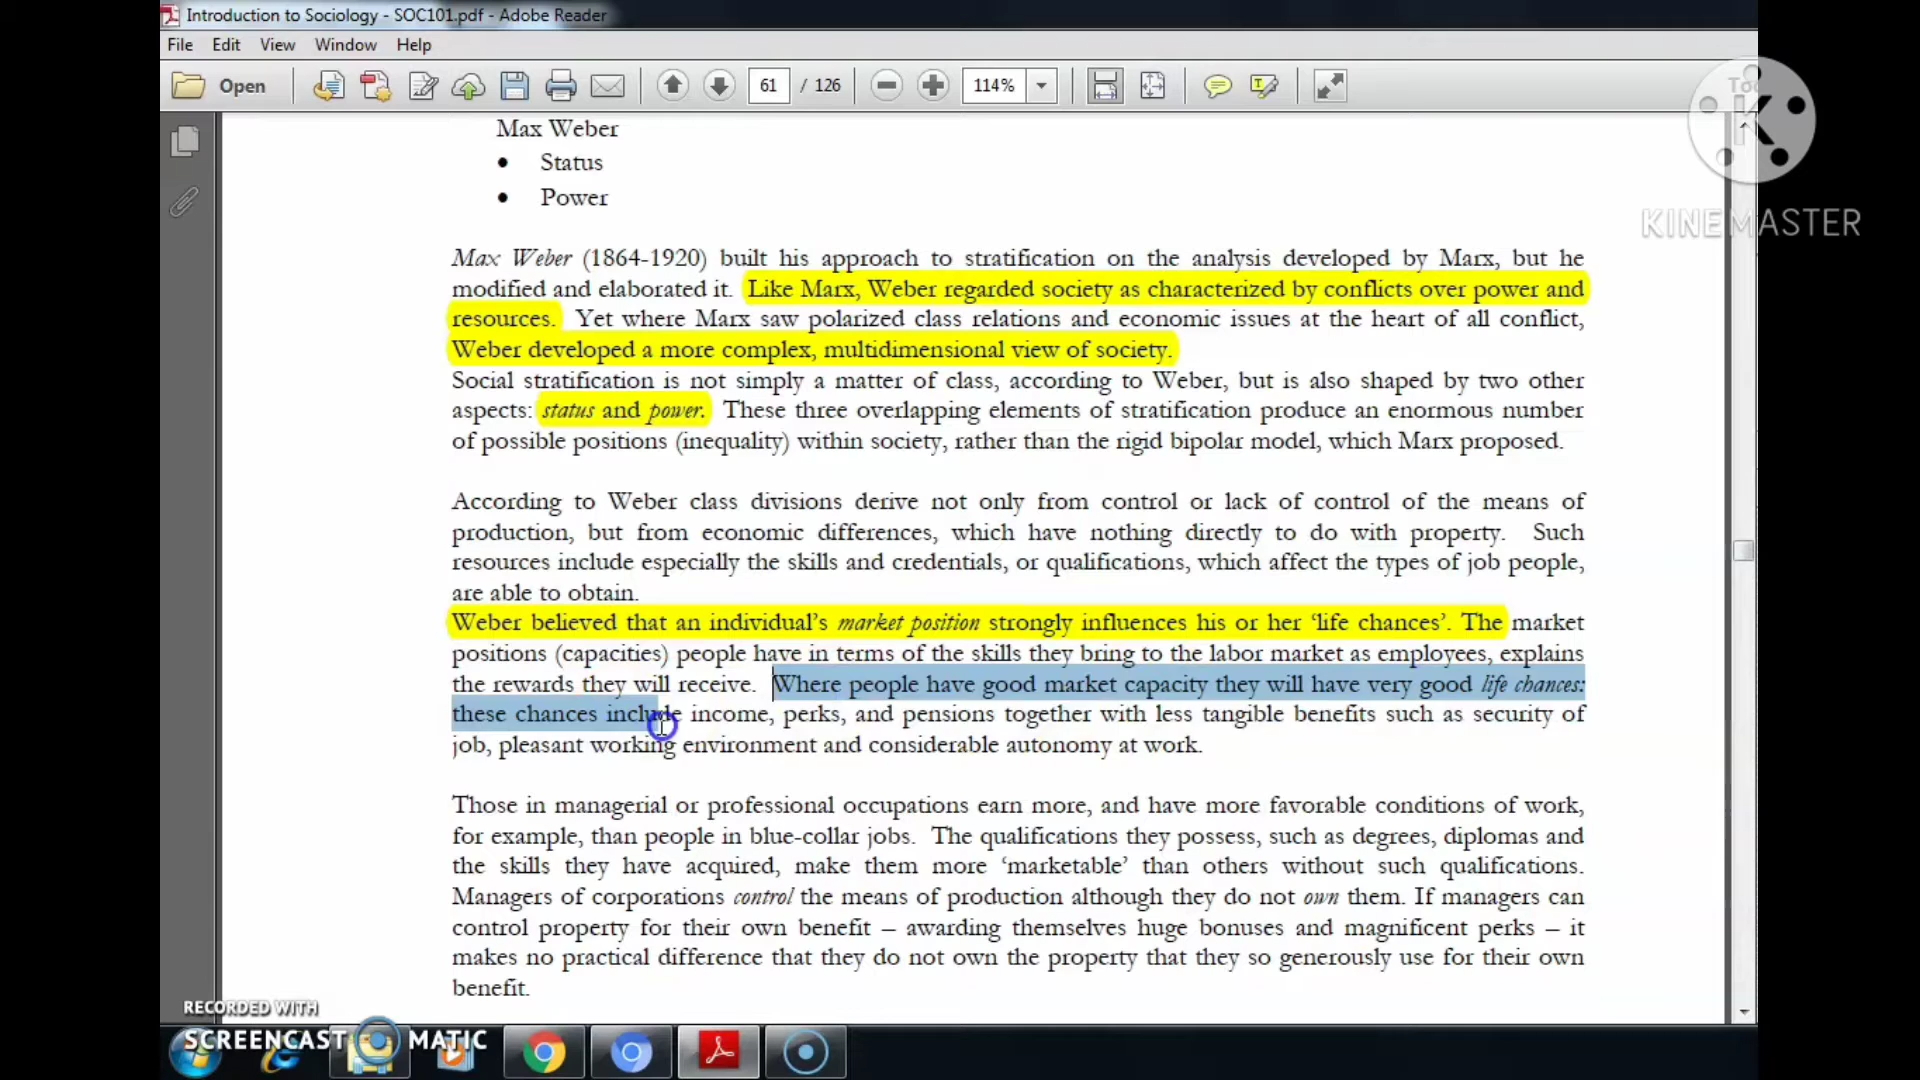 Introduction to Sociology - SOC101.pdf - Adobe Reader
File Edit View Window Help
Open 61 / 126 114%
KINEMASTER
Max Weber
• Status
• Power
Max Weber (1864-1920) built his approach to stratification on the analysis developed by Marx, but he
modified and elaborated it. Like Marx, Weber regarded society as characterized by conflicts over power and
resources. Yet where Marx saw polarized class relations and economic issues at the heart of all conflict,
Weber developed a more complex, multidimensional view of society.
Social stratification is not simply a matter of class, according to Weber, but is also shaped by two other
aspects: status and power. These three overlapping elements of stratification produce an enormous number
of possible positions (inequality) within society, rather than the rigid bipolar model, which Marx proposed.
According to Weber class divisions derive not only from control or lack of control of the means of
production, but from economic differences, which have nothing directly to do with property. Such
resources include especially the skills and credentials, or qualifications, which affect the types of job people,
are able to obtain.
Weber believed that an individual's market position strongly influences his or her 'life chances'. The market
positions (capacities) people have in terms of the skills they bring to the labor market as employees, explains
the rewards they will receive. Where people have good market capacity they will have very good life chances:
these chances include income, perks, and pensions together with less tangible benefits such as security of
job, pleasant working environment and considerable autonomy at work.
Those in managerial or professional occupations earn more, and have more favorable conditions of work,
for example, than people in blue-collar jobs. The qualifications they possess, such as degrees, diplomas and
the skills they have acquired, make them more 'marketable' than others without such qualifications.
Managers of corporations control the means of production although they do not own them. If managers can
control property for their own benefit – awarding themselves huge bonuses and magnificent perks – it
makes no practical difference that they do not own the property that they so generously use for their own
benefit.
RECORDED WITH
SCREENCAST MATIC